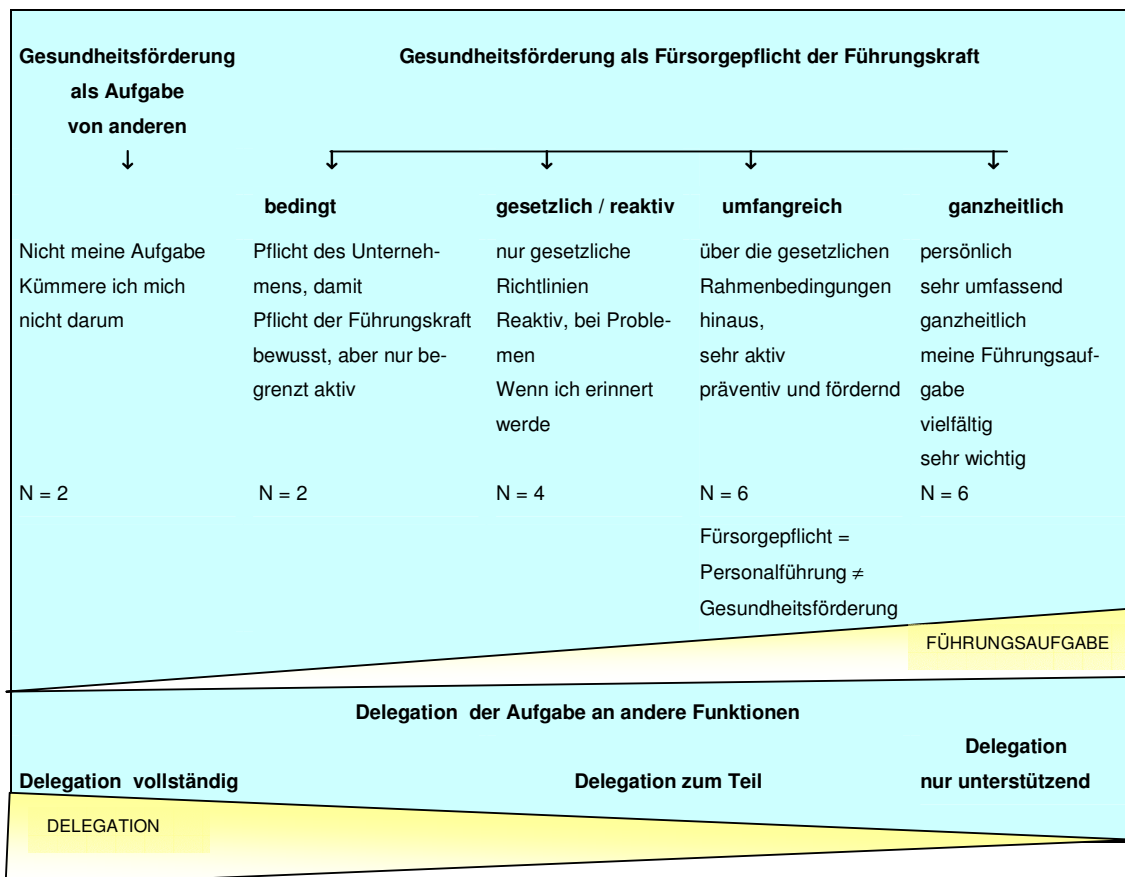 Gesundheitsförderung
als Aufgabe
von anderen
↓
Gesundheitsförderung als Fürsorgepflicht der Führungskraft
↓ ↓ ↓ ↓
Nicht meine Aufgabe
Kümmere ich mich
nicht darum
N = 2
bedingt
Pflicht des Unterneh-
mens, damit
Pflicht der Führungskraft
bewusst, aber nur be-
grenzt aktiv
N = 2
gesetzlich / reaktiv
nur gesetzliche
Richtlinien
Reaktiv, bei Proble-
men
Wenn ich erinnert
werde
N = 4
umfangreich
über die gesetzlichen
Rahmenbedingungen
hinaus,
sehr aktiv
präventiv und fördernd
N = 6
Fürsorgepflicht =
Personalführung ≠
Gesundheitsförderung
ganzheitlich
persönlich
sehr umfassend
ganzheitlich
meine Führungsauf-
gabe
vielfältig
sehr wichtig
N = 6
FÜHRUNGSAUFGABE
Delegation der Aufgabe an andere Funktionen
Delegation vollständig
Delegation zum Teil
Delegation
nur unterstützend
DELEGATION